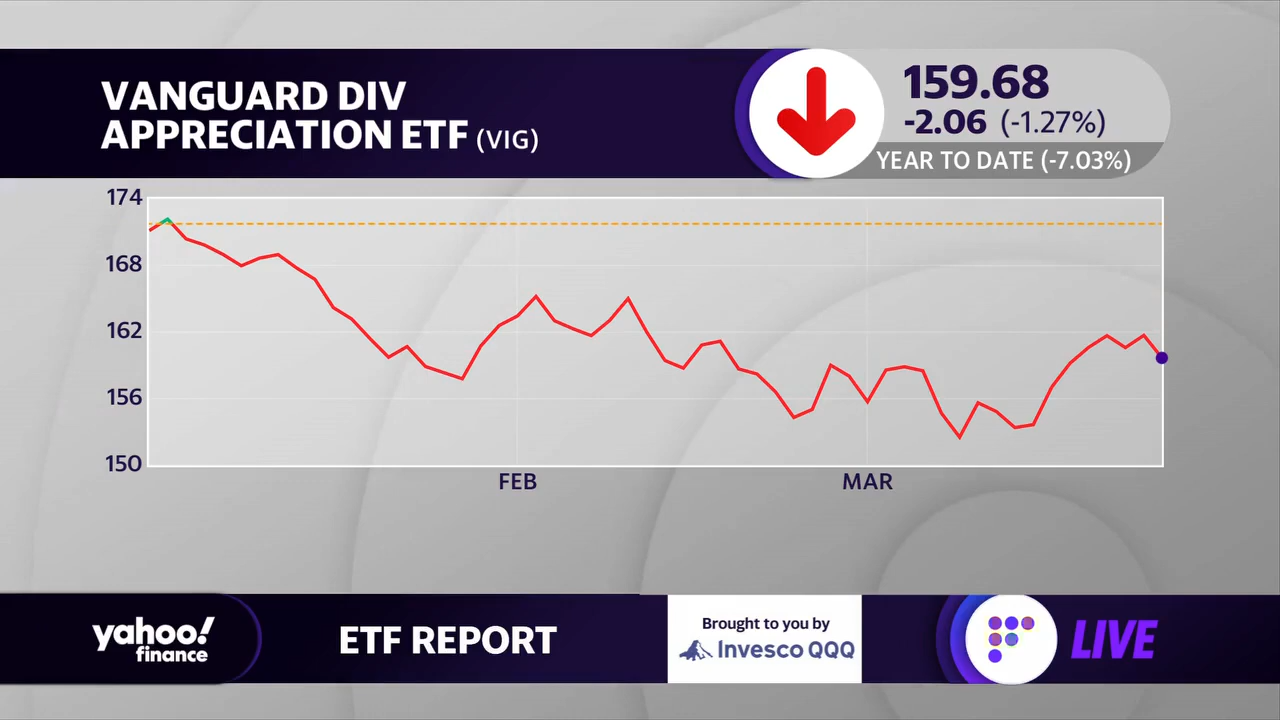 VANGUARD DIV
APPRECIATION ETF (VIG)
159.68
-2.06 (-1.27%)
YEAR TO DATE (-7.03%)
174
168
162
156
150
FEB
MAR
yahoo!
finance
ETF REPORT
Brought to you by
Invesco QQQ
LIVE